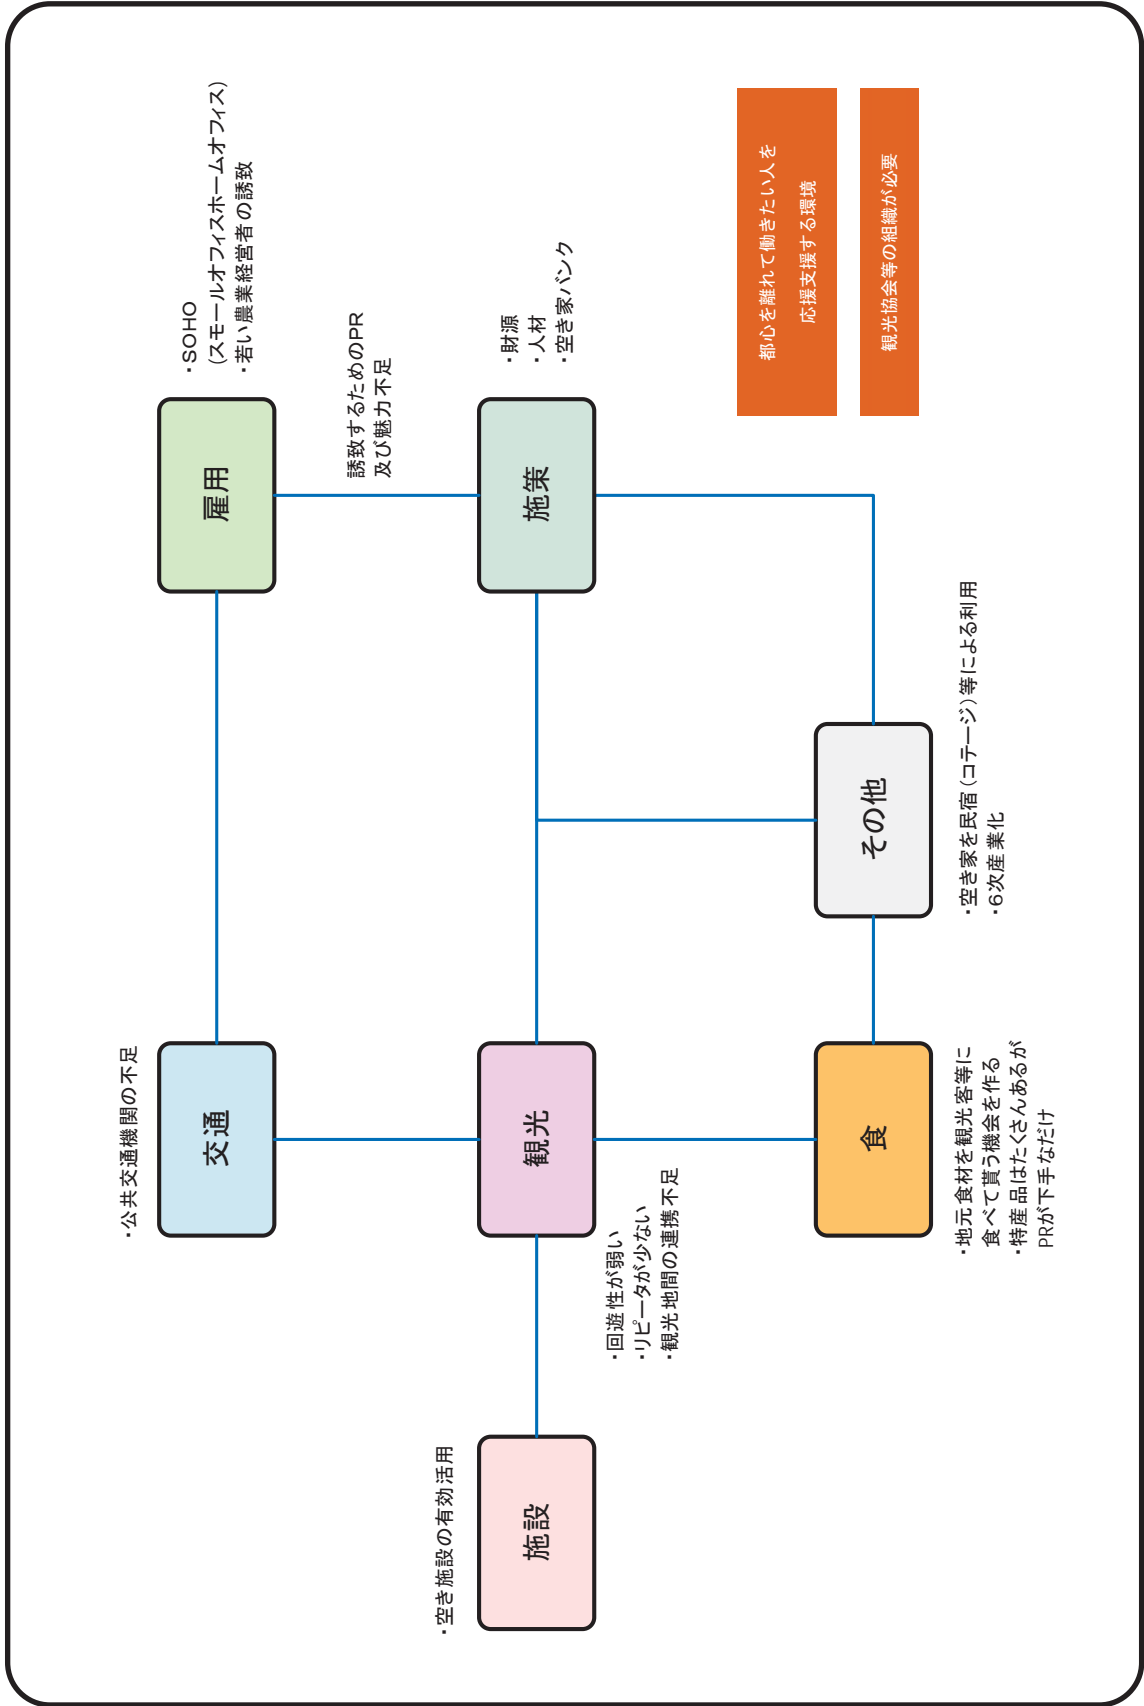 ・公共交通機関の不足
交通
雇用
・SOHO
(スモールオフィスホームオフィス)
・若い農業経営者の誘致
誘致するためのPR
及び魅力不足
・空き施設の有効活用
施設
観光
・回遊性が弱い
・リピータが少ない
・観光地間の連携不足
施策
・財源
・人材
・空き家バンク
食
・地元食材を観光客等に
食べて貰う機会を作る
・特産品はたくさんあるが
PRが下手なだけ
その他
・空き家を民宿(コテージ)等による利用
・6次産業化
都心を離れて働きたい人を
応援支援する環境
観光協会等の組織が必要